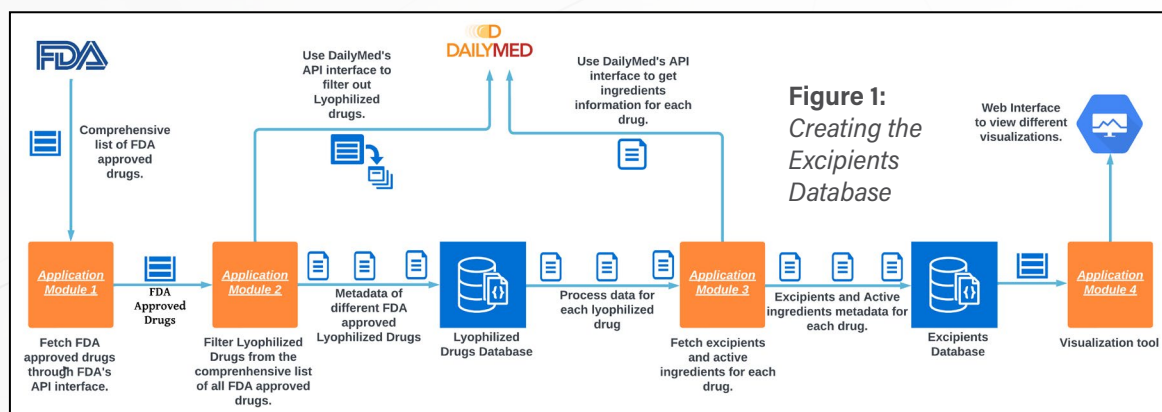 FDA
DAILYMED
Use DailyMed's
API interface to
filter out
Lyophilized
drugs.
Use DailyMed's API
interface to get
ingredients
information for each
drug.
Figure 1:
Creating the
Excipients
Database
Web Interface
to view different
visualizations.
Comprehensive
list of FDA
approved
drugs.
Application
Module 1
FDA
Approved
Drugs
Application
Module 2
Metadata of
different FDA
approved
Lyophilized Drugs
Lyophilized
Drugs Database
Process data for
each lyophilized
drug
Application
Module 3
Excipients and Active
ingredients metadata for
each drug.
Excipients
Database
Application
Module 4
Fetch FDA
approved drugs
through FDA's
API interface.
Filter Lyophilized
Drugs from the
comprenhensive list
of all FDA approved
drugs.
Fetch excipients
and active
ingredients for each
drug.
Visualization tool